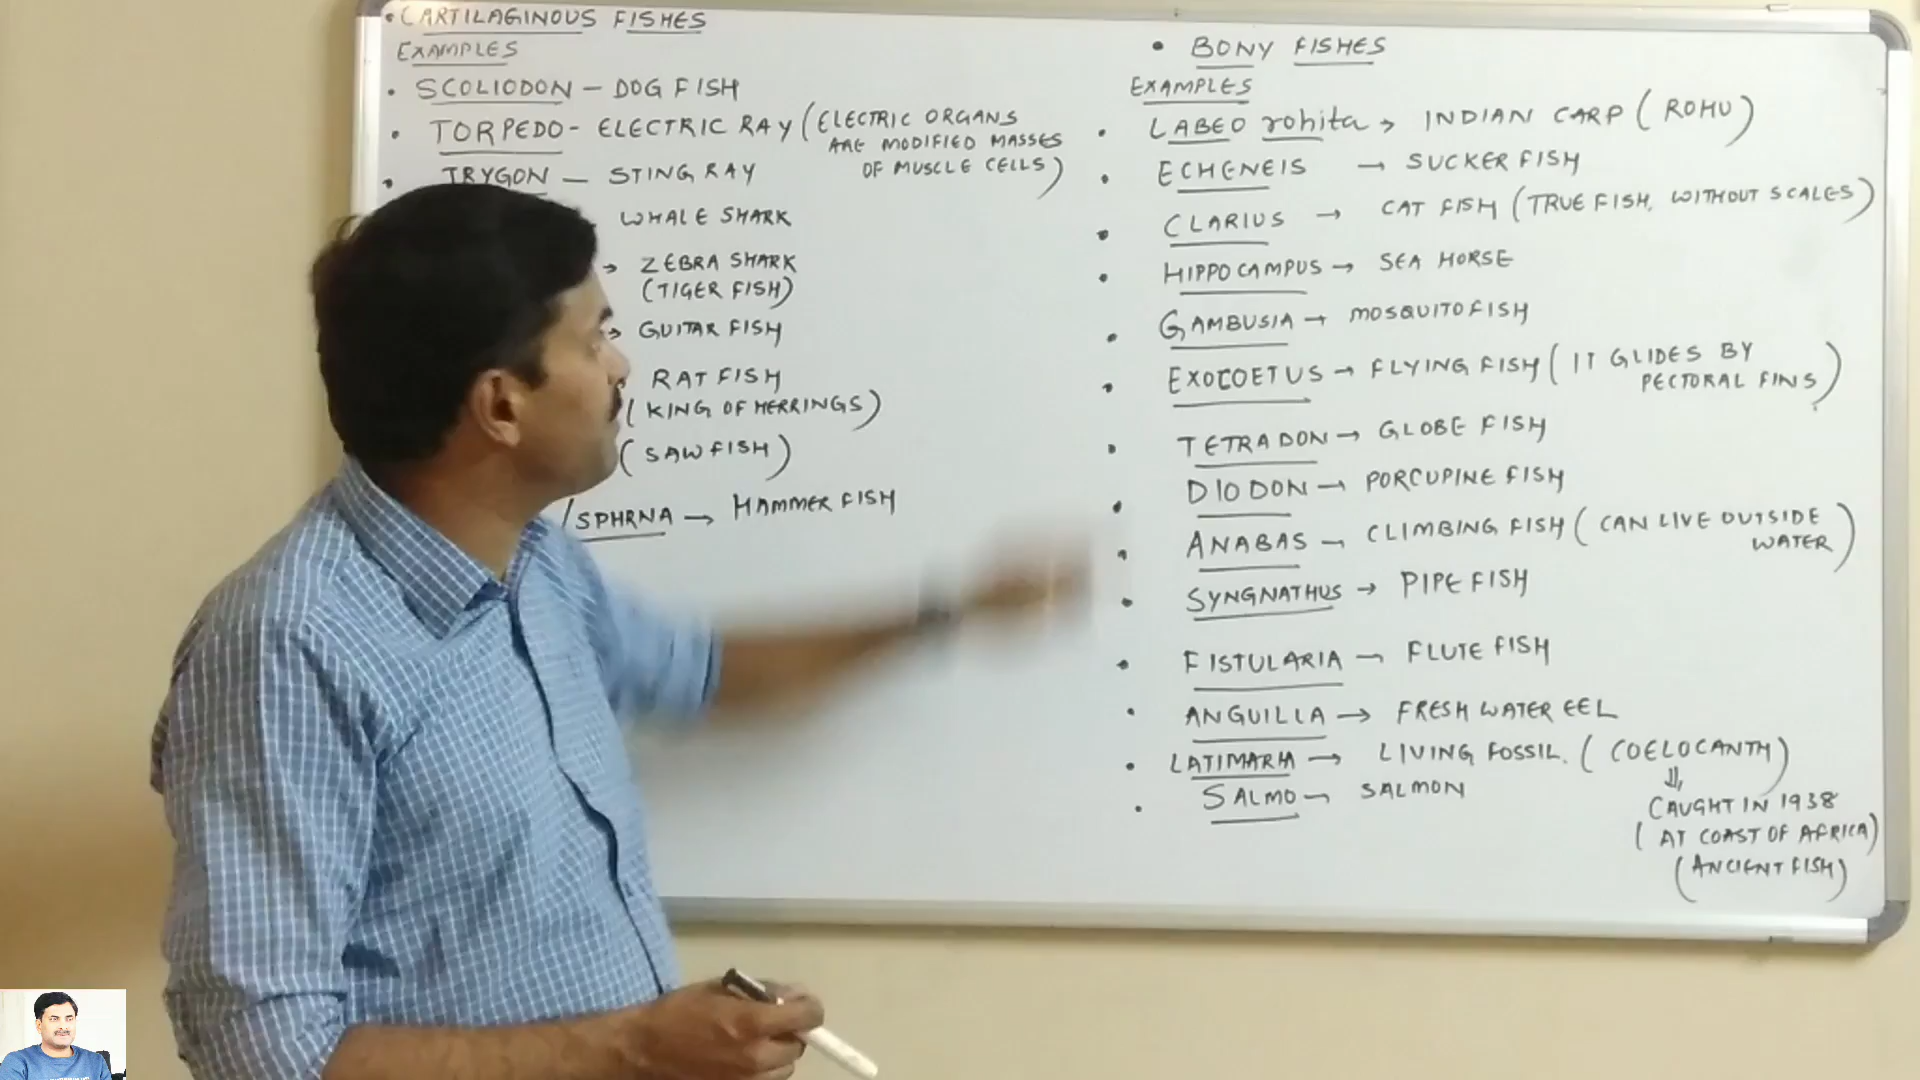 • CARTILAGINOUS FISHES
EXAMPLES
• SCOLIODON – DOG FISH
• TORPEDO - ELECTRIC RAY (ELECTRIC ORGANS
ARE MODIFIED MASSES
OF MUSCLE CELLS)
• TRYGON – STING RAY
WHALE SHARK
→ ZEBRA SHARK
(TIGER FISH)
→ GUITAR FISH
RAT FISH
(KING OF HERRINGS)
(SAW FISH)
/SPHRNA → HAMMER FISH
• BONY FISHES
EXAMPLES
• LABEO rohita → INDIAN CARP (ROHU)
• ECHENEIS → SUCKER FISH
• CLARIUS → CAT FISH (TRUE FISH, WITHOUT SCALES)
• HIPPOCAMPUS → SEA HORSE
• GAMBUSIA → MOSQUITOFISH
• EXOCOETUS → FLYING FISH (IT GLIDES BY
PECTORAL FINS)
• TETRADON → GLOBE FISH
• DIODON → PORCUPINE FISH
• ANABAS → CLIMBING FISH (CAN LIVE OUTSIDE
WATER)
• SYNGNATHUS → PIPE FISH
• FISTULARIA → FLUTE FISH
• ANGUILLA → FRESH WATER EEL
• LATIMARIA → LIVING FOSSIL. (COELOCANTH)
⇓
• SALMO → SALMON
CAUGHT IN 1938
(AT COAST OF AFRICA)
(ANCIENT FISH)